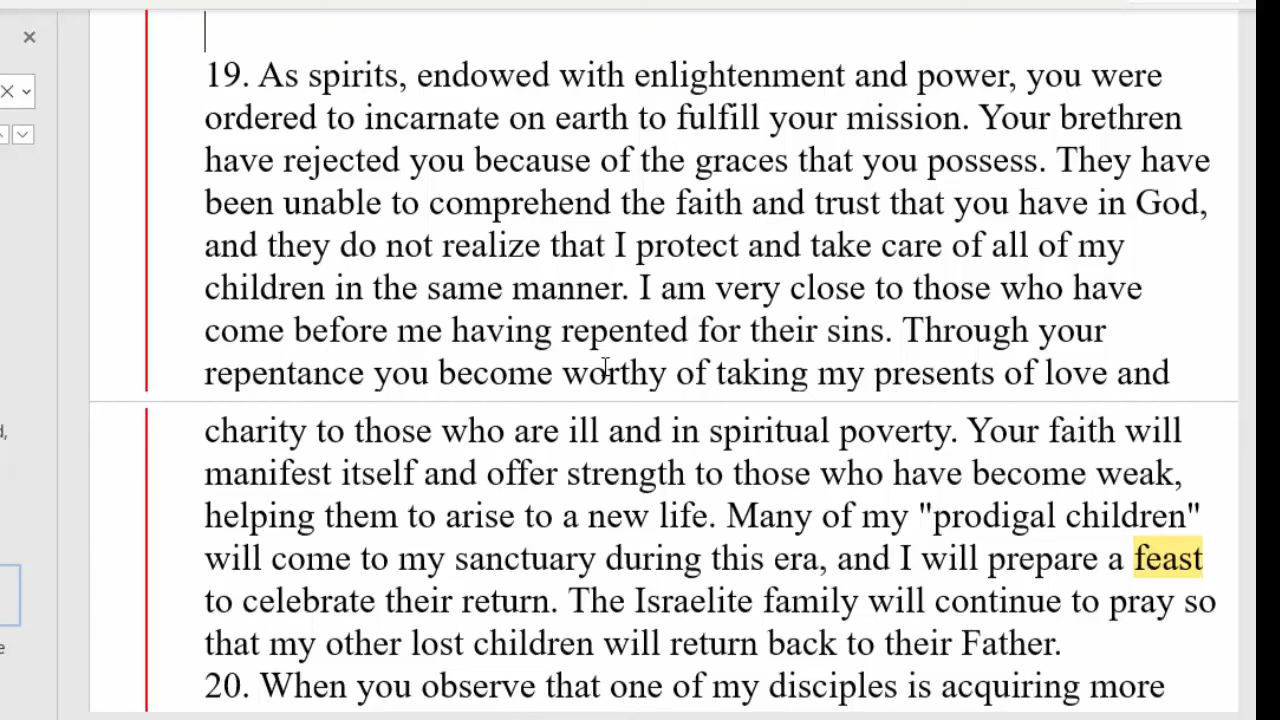 19. As spirits, endowed with enlightenment and power, you were
ordered to incarnate on earth to fulfill your mission. Your brethren
have rejected you because of the graces that you possess. They have
been unable to comprehend the faith and trust that you have in God,
and they do not realize that I protect and take care of all of my
children in the same manner. I am very close to those who have
come before me having repented for their sins. Through your
repentance you become worthy of taking my presents of love and
charity to those who are ill and in spiritual poverty. Your faith will
manifest itself and offer strength to those who have become weak,
helping them to arise to a new life. Many of my "prodigal children"
will come to my sanctuary during this era, and I will prepare a feast
to celebrate their return. The Israelite family will continue to pray so
that my other lost children will return back to their Father.
20. When you observe that one of my disciples is acquiring more